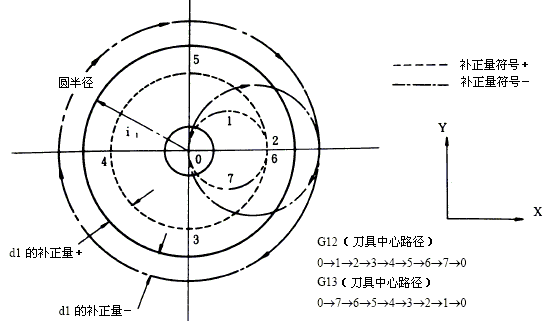 圆半径
i 1
5
1
2
6
0
4
7
3
补正量符号+
补正量符号-
Y
X
d1 的补正量+
d1 的补正量-
G12（刀具中心路径）
0→1→2→3→4→5→6→7→0
G13（刀具中心路径）
0→7→6→5→4→3→2→1→0